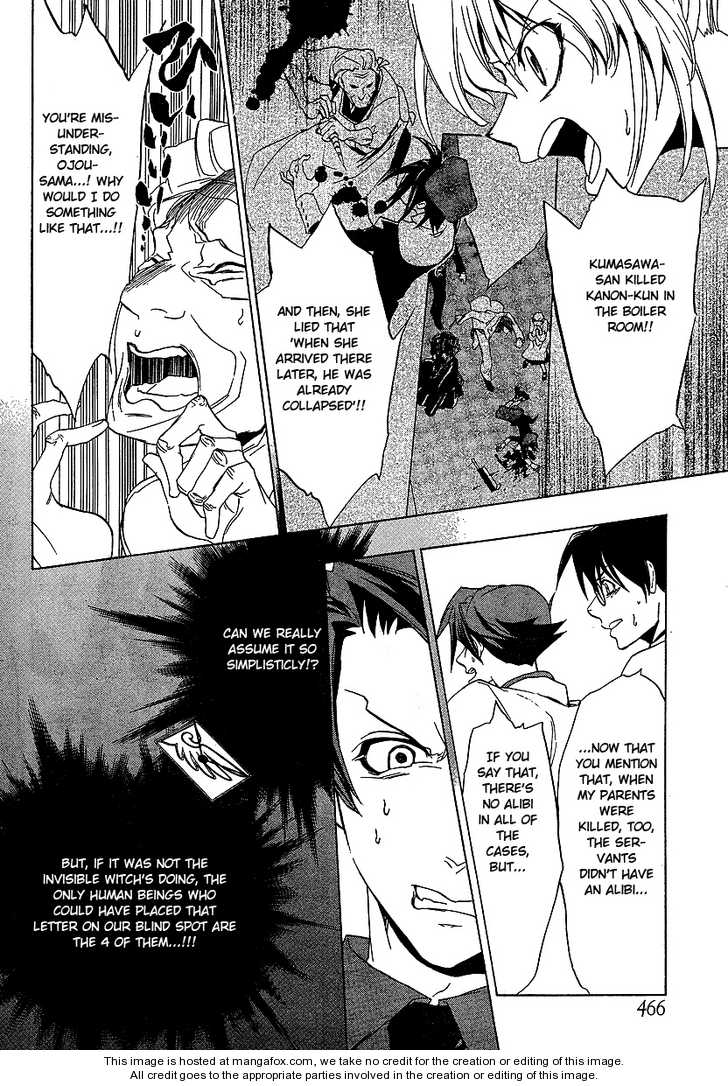 KUMASAWA-
SAN KILLED
KANON-KUN IN
THE BOILER
ROOM!!
AND THEN, SHE
LIED THAT
'WHEN SHE
ARRIVED THERE
LATER, HE WAS
ALREADY
COLLAPSED'!!
YOU'RE MIS-
UNDER-
STANDING,
OJOU-
SAMA...! WHY
WOULD I DO
SOMETHING
LIKE THAT...!!
ひいいい
...NOW THAT
YOU MENTION
THAT, WHEN
MY PARENTS
WERE
KILLED, TOO,
THE SER-
VANTS
DIDN'T HAVE
AN ALIBI...
IF YOU
SAY THAT,
THERE'S
NO ALIBI
IN ALL OF
THE
CASES,
BUT...
CAN WE REALLY
ASSUME IT SO
SIMPLISTICLY!?
BUT, IF IT WAS NOT THE
INVISIBLE WITCH'S DOING, THE
ONLY HUMAN BEINGS WHO
COULD HAVE PLACED THAT
LETTER ON OUR BLIND SPOT ARE
THE 4 OF THEM...!!!
466
This image is hosted at mangafox.com, we take no credit for the creation or editing of this image.
All credit goes to the appropriate parties involved in the creation or editing of this image.